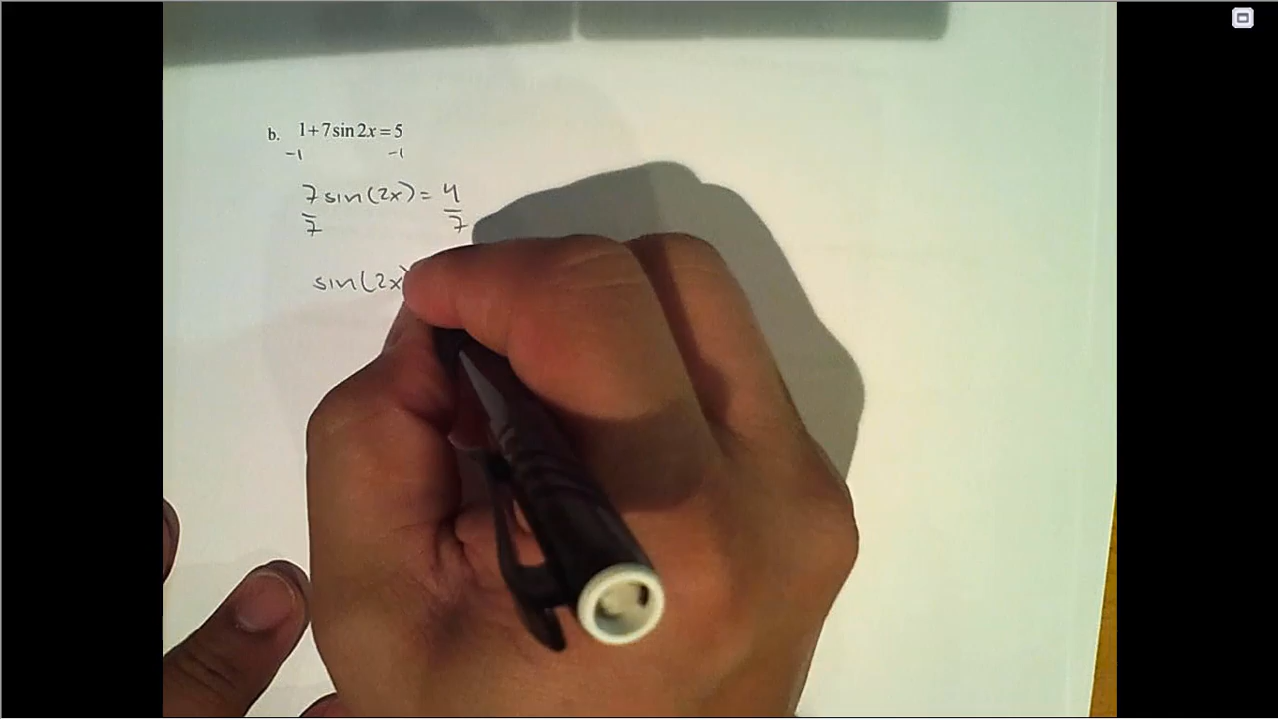 b. 1+7sin2x=5
-1 -1
7sin(2x)=4
7 7
sin(2x)